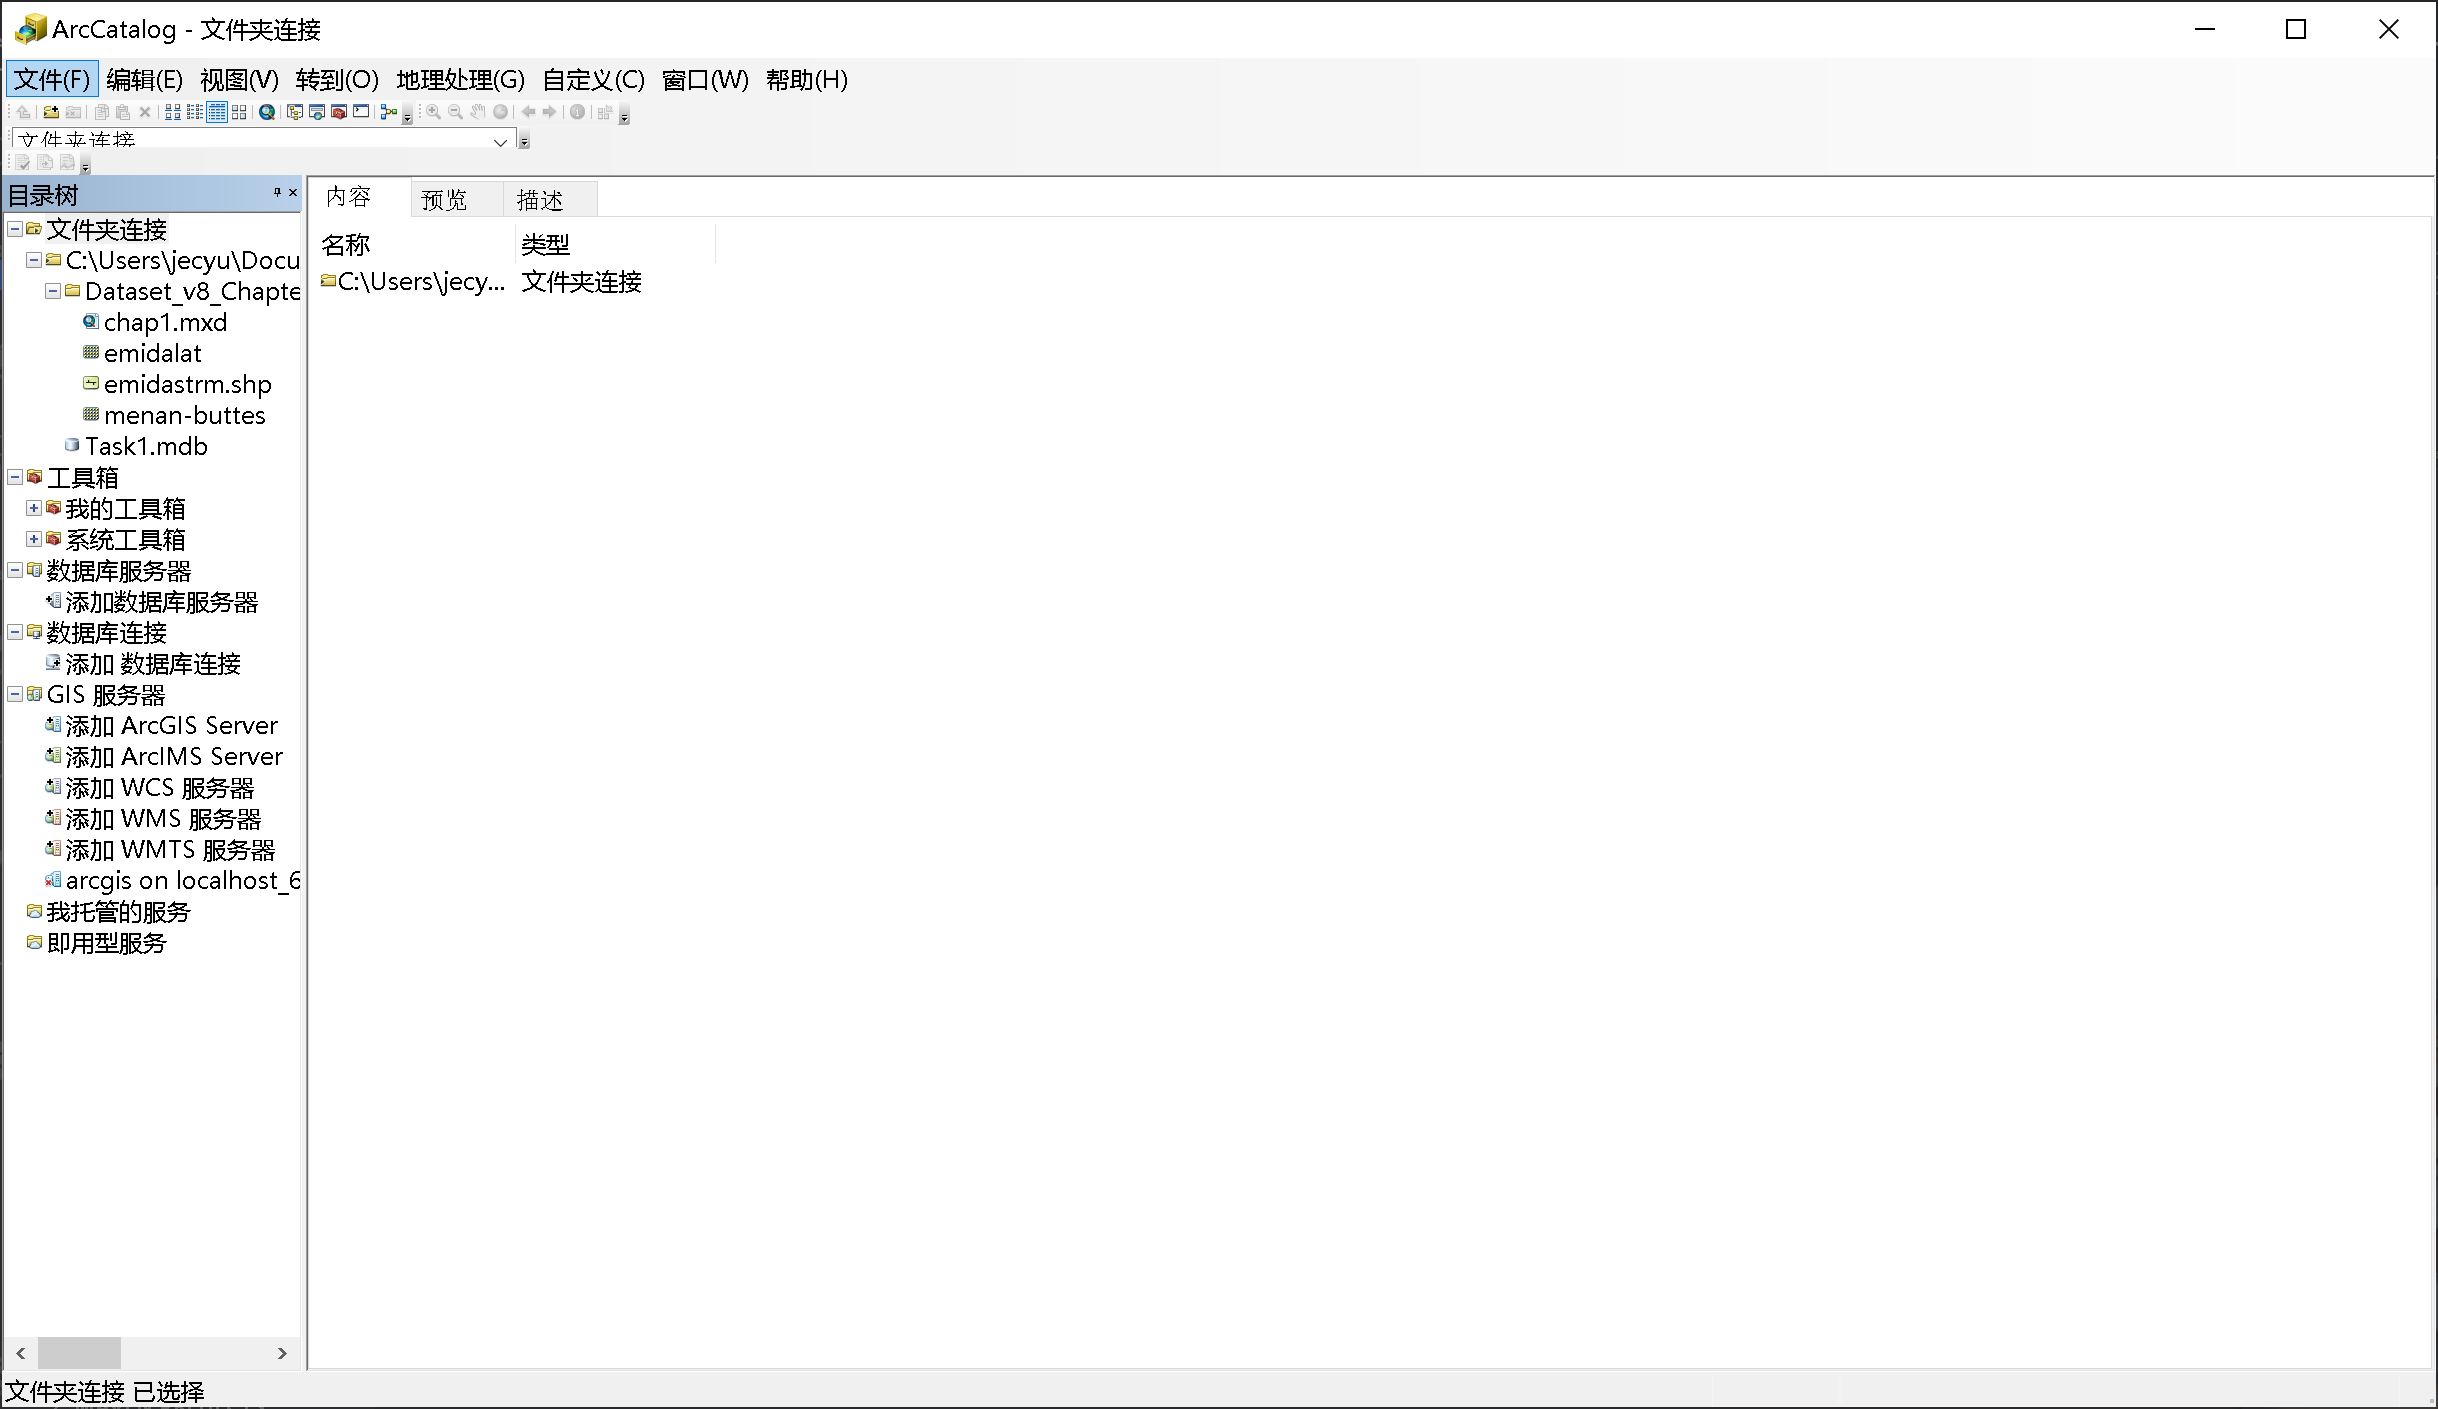 ArcCatalog - 文件夹连接
文件(F) 编辑(E) 视图(V) 转到(O) 地理处理(G) 自定义(C) 窗口(W) 帮助(H)
文件夹连接
目录树
文件夹连接
C:\Users\jecyu\Docu
Dataset_v8_Chapte
chap1.mxd
emidalat
emidastrm.shp
menan-buttes
Task1.mdb
工具箱
我的工具箱
系统工具箱
数据库服务器
添加数据库服务器
数据库连接
添加 数据库连接
GIS 服务器
添加 ArcGIS Server
添加 ArcIMS Server
添加 WCS 服务器
添加 WMS 服务器
添加 WMTS 服务器
arcgis on localhost_6
我托管的服务
即用型服务
内容 预览 描述
名称 类型
C:\Users\jecy... 文件夹连接
文件夹连接 已选择